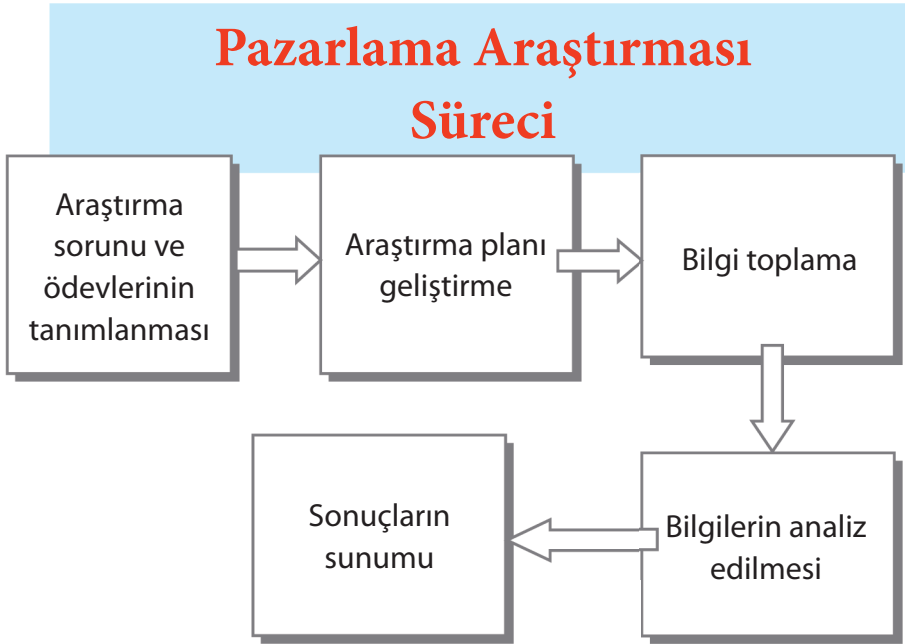 Pazarlama Araştırması
Süreci
Araştırma
sorunu ve
ödevlerinin
tanımlanması
Araştırma planı
geliştirme
Bilgi toplama
Bilgilerin analiz
edilmesi
Sonuçların
sunumu